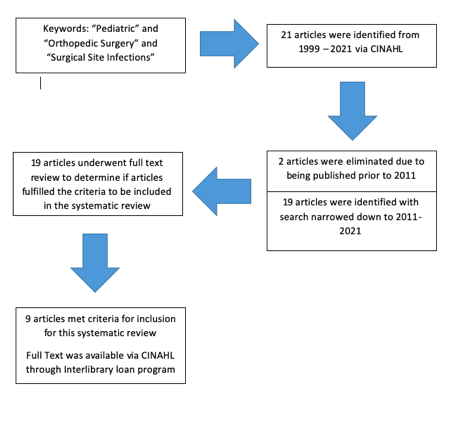 Keywords: "Pediatric" and
"Orthopedic Surgery" and
"Surgical Site Infections"
21 articles were identified from
1999 – 2021 via CINAHL
2 articles were eliminated due to
being published prior to 2011
19 articles were identified with
search narrowed down to 2011-
2021
19 articles underwent full text
review to determine if articles
fulfilled the criteria to be included
in the systematic review
9 articles met criteria for inclusion
for this systematic review
Full Text was available via CINAHL
through Interlibrary loan program